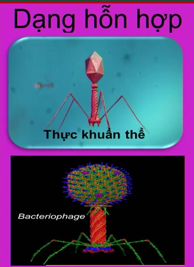 Dạng hỗn hợp
Thực khuẩn thể
Bacteriophage